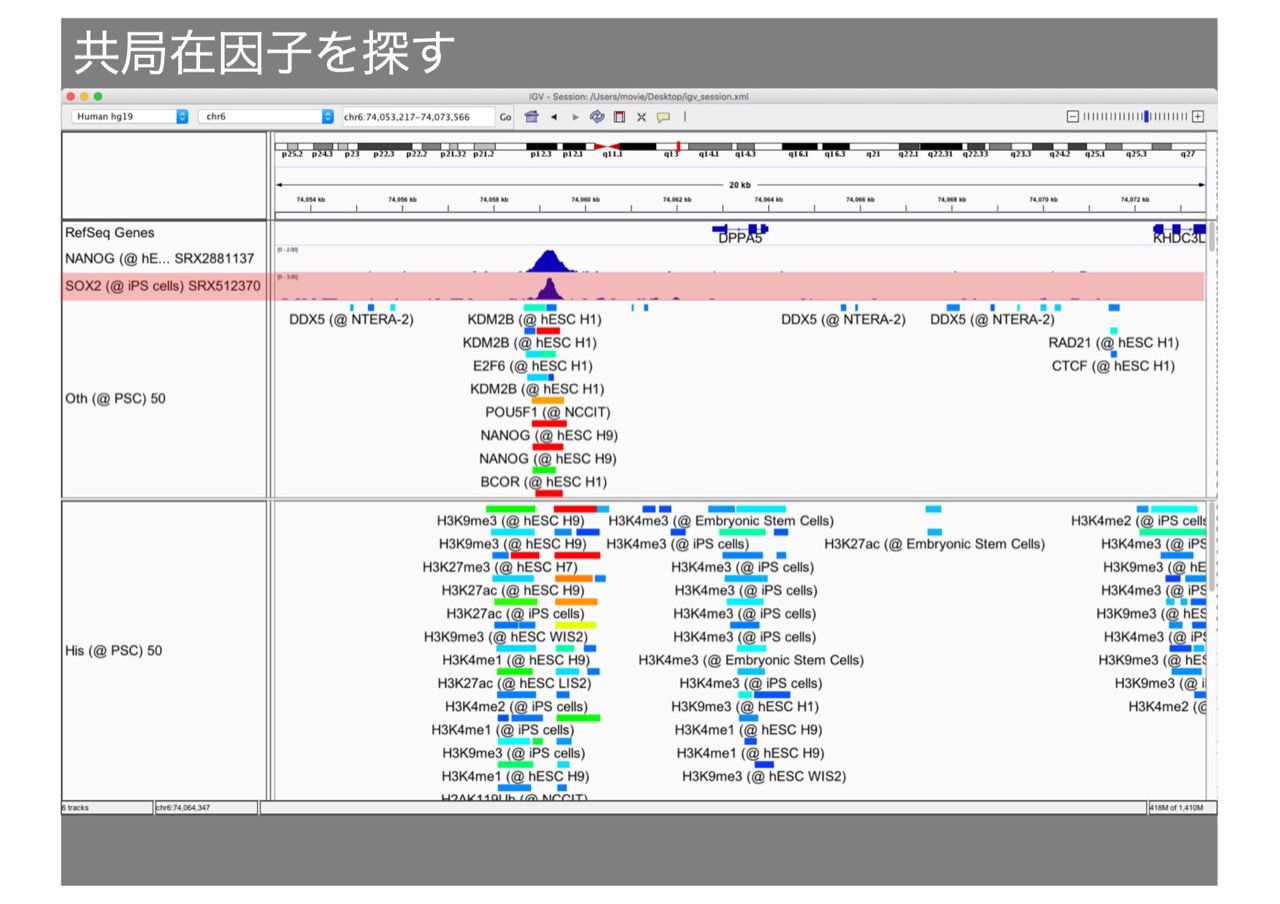 共局在因子を探す
IGV - Session: /Users/movie/Desktop/igv_session.xml
Human hg19 chr6 chr6:74,053,217-74,073,566 Go
p25.2 p24.3 p23 p22.3 p22.2 p21.32 p21.2 p12.3 p12.1 q11.1 q13 q14.1 q14.3 q16.1 q16.3 q21 q22.1 q22.31 q22.33 q23.3 q24.2 q25.1 q25.3 q27
20 kb
74,054 kb 74,056 kb 74,058 kb 74,060 kb 74,062 kb 74,064 kb 74,066 kb 74,068 kb 74,070 kb 74,072 kb
RefSeq Genes
DPPA5 KHDC3L
NANOG (@ hE... SRX2881137
[0 - 2.00]
SOX2 (@ iPS cells) SRX512370
[0 - 3.00]
DDX5 (@ NTERA-2) KDM2B (@ hESC H1) DDX5 (@ NTERA-2) DDX5 (@ NTERA-2)
KDM2B (@ hESC H1) RAD21 (@ hESC H1)
E2F6 (@ hESC H1) CTCF (@ hESC H1)
KDM2B (@ hESC H1)
Oth (@ PSC) 50
POU5F1 (@ NCCIT)
NANOG (@ hESC H9)
NANOG (@ hESC H9)
BCOR (@ hESC H1)
H3K9me3 (@ hESC H9) H3K4me3 (@ Embryonic Stem Cells) H3K4me2 (@ iPS cells
H3K9me3 (@ hESC H9) H3K4me3 (@ iPS cells) H3K27ac (@ Embryonic Stem Cells) H3K4me3 (@ iPS
H3K27me3 (@ hESC H7) H3K4me3 (@ iPS cells) H3K9me3 (@ hE
H3K27ac (@ hESC H9) H3K4me3 (@ iPS cells) H3K4me3 (@ iPS
H3K27ac (@ iPS cells) H3K4me3 (@ iPS cells) H3K9me3 (@ hES
H3K9me3 (@ hESC WIS2) H3K4me3 (@ iPS cells) H3K4me3 (@ iPS
His (@ PSC) 50
H3K4me1 (@ hESC H9) H3K4me3 (@ Embryonic Stem Cells) H3K9me3 (@ hES
H3K27ac (@ hESC LIS2) H3K4me3 (@ iPS cells) H3K9me3 (@ i
H3K4me2 (@ iPS cells) H3K9me3 (@ hESC H1) H3K4me2 (@
H3K4me1 (@ iPS cells) H3K4me1 (@ hESC H9)
H3K9me3 (@ iPS cells) H3K4me1 (@ hESC H9)
H3K4me1 (@ hESC H9) H3K9me3 (@ hESC WIS2)
H2AK119Ub (@ NCCIT)
6 tracks chr6:74,064,347 418M of 1,410M